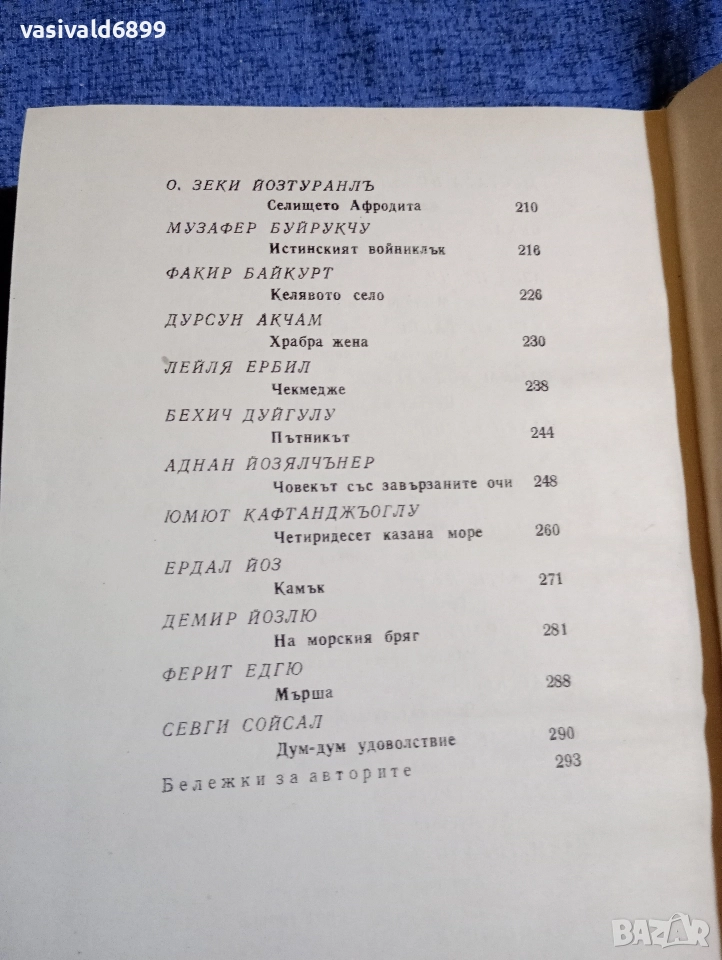 vasivald6899
О. ЗЕКИ ЙОЗТУРАНЛЪ
Селището Афродита 210
МУЗАФЕР БУЙРУКЧУ
Истинският войниклък 216
ФАКИР БАЙКУРТ
Келявото село 226
ДУРСУН АКЧАМ
Храбра жена 230
ЛЕЙЛЯ ЕРБИЛ
Чекмедже 238
БЕХИЧ ДУЙГУЛУ
Пътникът 244
АДНАН ЙОЗЯЛЧЪНЕР
Човекът със завързаните очи 248
ЮМЮТ КАФТАНДЖЪОГЛУ
Четиридесет казана море 260
ЕРДАЛ ЙОЗ
Камък 271
ДЕМИР ЙОЗЛЮ
На морския бряг 281
ФЕРИТ ЕДГЮ
Мърша 288
СЕВГИ СОЙСАЛ
Дум-дум удоволствие 290
Бележки за авторите 293
BAZAR